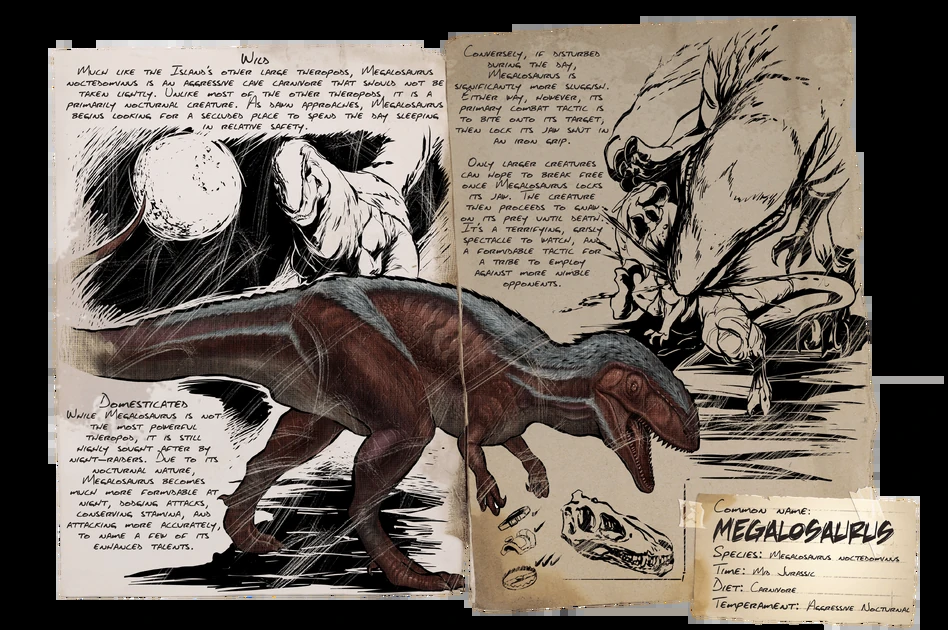 Wild
Much like the Island's other large theropods, Megalosaurus
noctedominus is an aggressive cave carnivore that should not be
taken lightly. Unlike most of the other theropods, it is a
primarily nocturnal creature. As dawn approaches, Megalosaurus
begins looking for a secluded place to spend the day sleeping
in relative safety.
Domesticated
While Megalosaurus is not
the most powerful
theropod, it is still
highly sought after by
night-raiders. Due to its
nocturnal nature,
Megalosaurus becomes
much more formidable at
night, dodging attacks,
conserving stamina, and
attacking more accurately,
to name a few of its
enhanced talents.
Conversely, if disturbed
during the day,
Megalosaurus is
significantly more sluggish.
Either way, however, its
primary combat tactic is
to bite onto its target,
then lock its jaw shut in
an iron grip.
Only larger creatures
can hope to break free
once Megalosaurus locks
its jaw. The creature
then proceeds to gnaw
on its prey until death.
It's a terrifying, grisly
spectacle to watch, and
a formidable tactic for
a tribe to employ
against more nimble
opponents.
Common name:
MEGALOSAURUS
Species: Megalosaurus noctedominus
Time: Mid Jurassic
Diet: Carnivore
Temperament: Aggressive Nocturnal